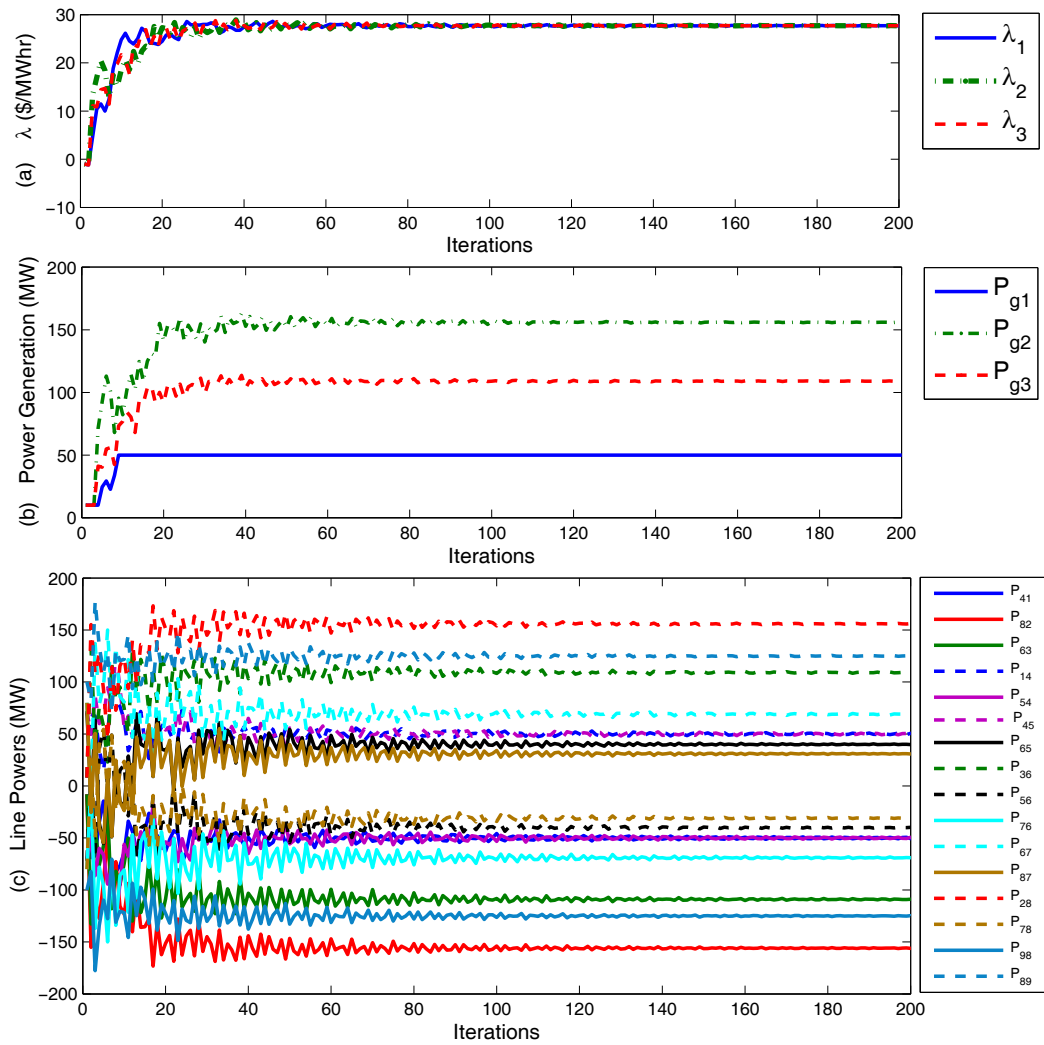 (a) λ ($/MWhr)
30
20
10
0
−10
0 20 40 60 80 100 120 140 160 180 200
Iterations
λ1
λ2
λ3
(b) Power Generation (MW)
200
150
100
50
0
0 20 40 60 80 100 120 140 160 180 200
Iterations
Pg1
Pg2
Pg3
(c) Line Powers (MW)
200
150
100
50
0
−50
−100
−150
−200
0 20 40 60 80 100 120 140 160 180 200
Iterations
P41
P82
P63
P14
P54
P45
P65
P36
P56
P76
P67
P87
P28
P78
P98
P89